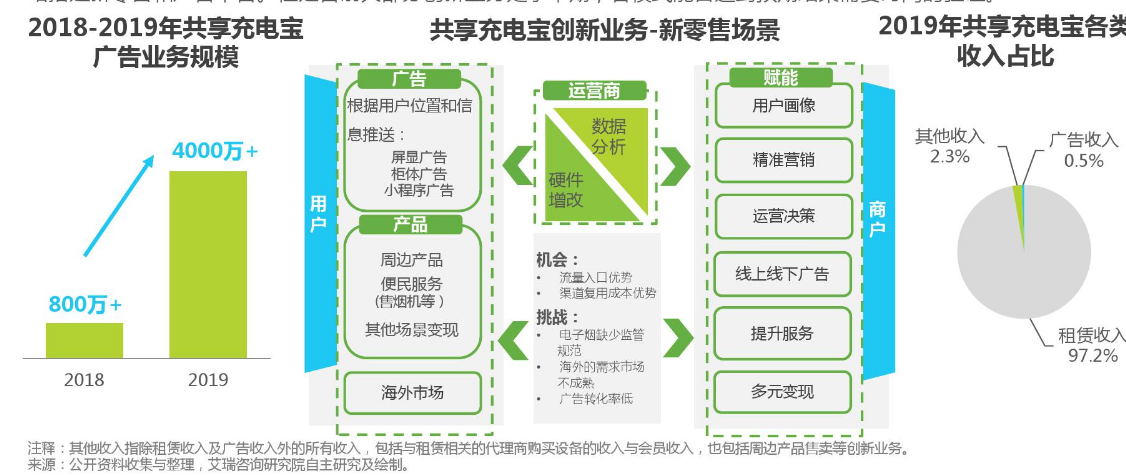 2018-2019年共享充电宝
广告业务规模
4000万+
800万+
2018
2019
共享充电宝创新业务-新零售场景
用户
广告
根据用户位置和信
息推送：
屏显广告
柜体广告
小程序广告
产品
周边产品
便民服务
(售烟机等）
其他场景变现
海外市场
运营商
数据
分析
硬件
增改
机会：
• 流量入口优势
• 渠道复用成本优势
挑战：
• 电子烟缺少监管
规范
• 海外的需求市场
不成熟
• 广告转化率低
赋能
用户画像
精准营销
运营决策
线上线下广告
提升服务
多元变现
商户
2019年共享充电宝各类
收入占比
其他收入
2.3%
广告收入
0.5%
租赁收入
97.2%
注释：其他收入指除租赁收入及广告收入外的所有收入，包括与租赁相关的代理商购买设备的收入与会员收入，也包括周边产品售卖等创新业务。
来源：公开资料收集与整理，艾瑞咨询研究院自主研究及绘制。